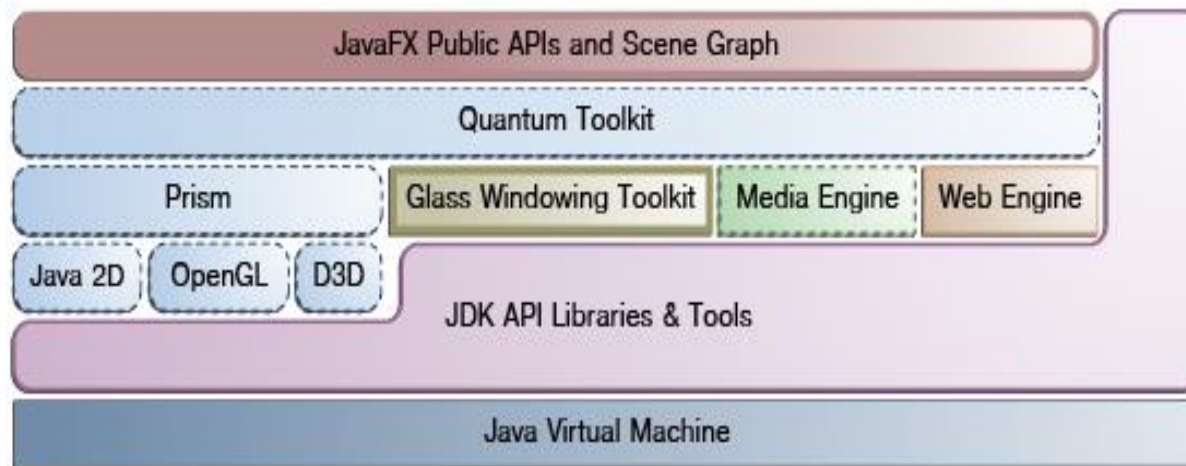 JavaFX Public APIs and Scene Graph
Quantum Toolkit
Prism
Glass Windowing Toolkit
Media Engine
Web Engine
Java 2D
OpenGL
D3D
JDK API Libraries & Tools
Java Virtual Machine